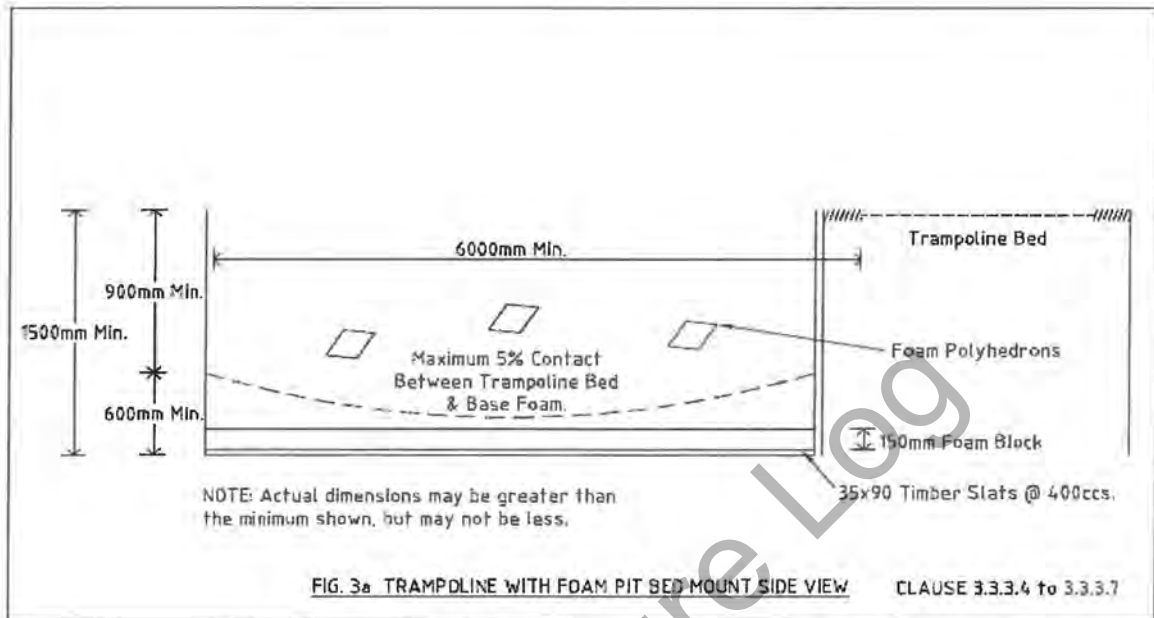 6000mm Min.
Trampoline Bed
900mm Min.
1500mm Min.
Foam Polyhedrons
Maximum 5% Contact
Between Trampoline Bed
& Base Foam.
600mm Min.
150mm Foam Block
35x90 Timber Slats @ 400ccs.
NOTE: Actual dimensions may be greater than
the minimum shown, but may not be less.
FIG. 3a TRAMPOLINE WITH FOAM PIT BED MOUNT SIDE VIEW CLAUSE 3.3.3.4 to 3.3.3.7
re Log